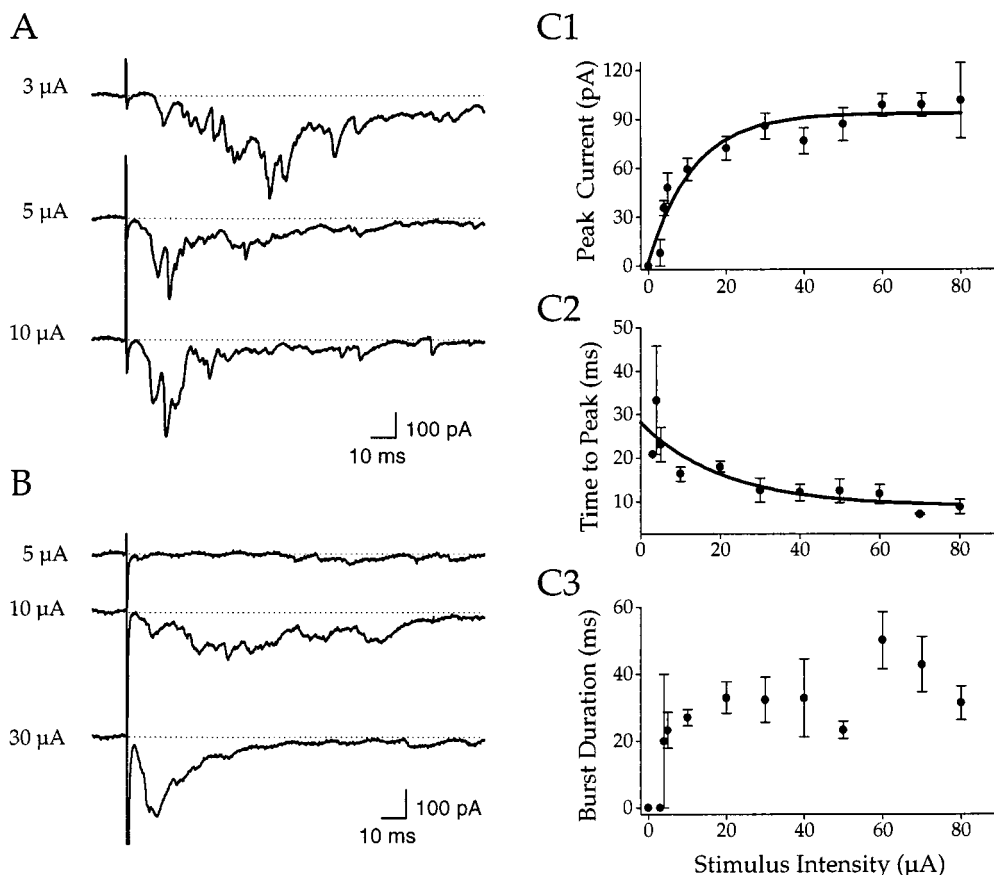 A
3 µA
5 µA
10 µA
100 pA
10 ms
B
5 µA
10 µA
30 µA
100 pA
10 ms
C1
Peak Current (pA)
120
90
60
30
0
0 20 40 60 80
C2
Time to Peak (ms)
50
40
30
20
10
0 20 40 60 80
C3
Burst Duration (ms)
60
40
20
0
0 20 40 60 80
Stimulus Intensity (µA)